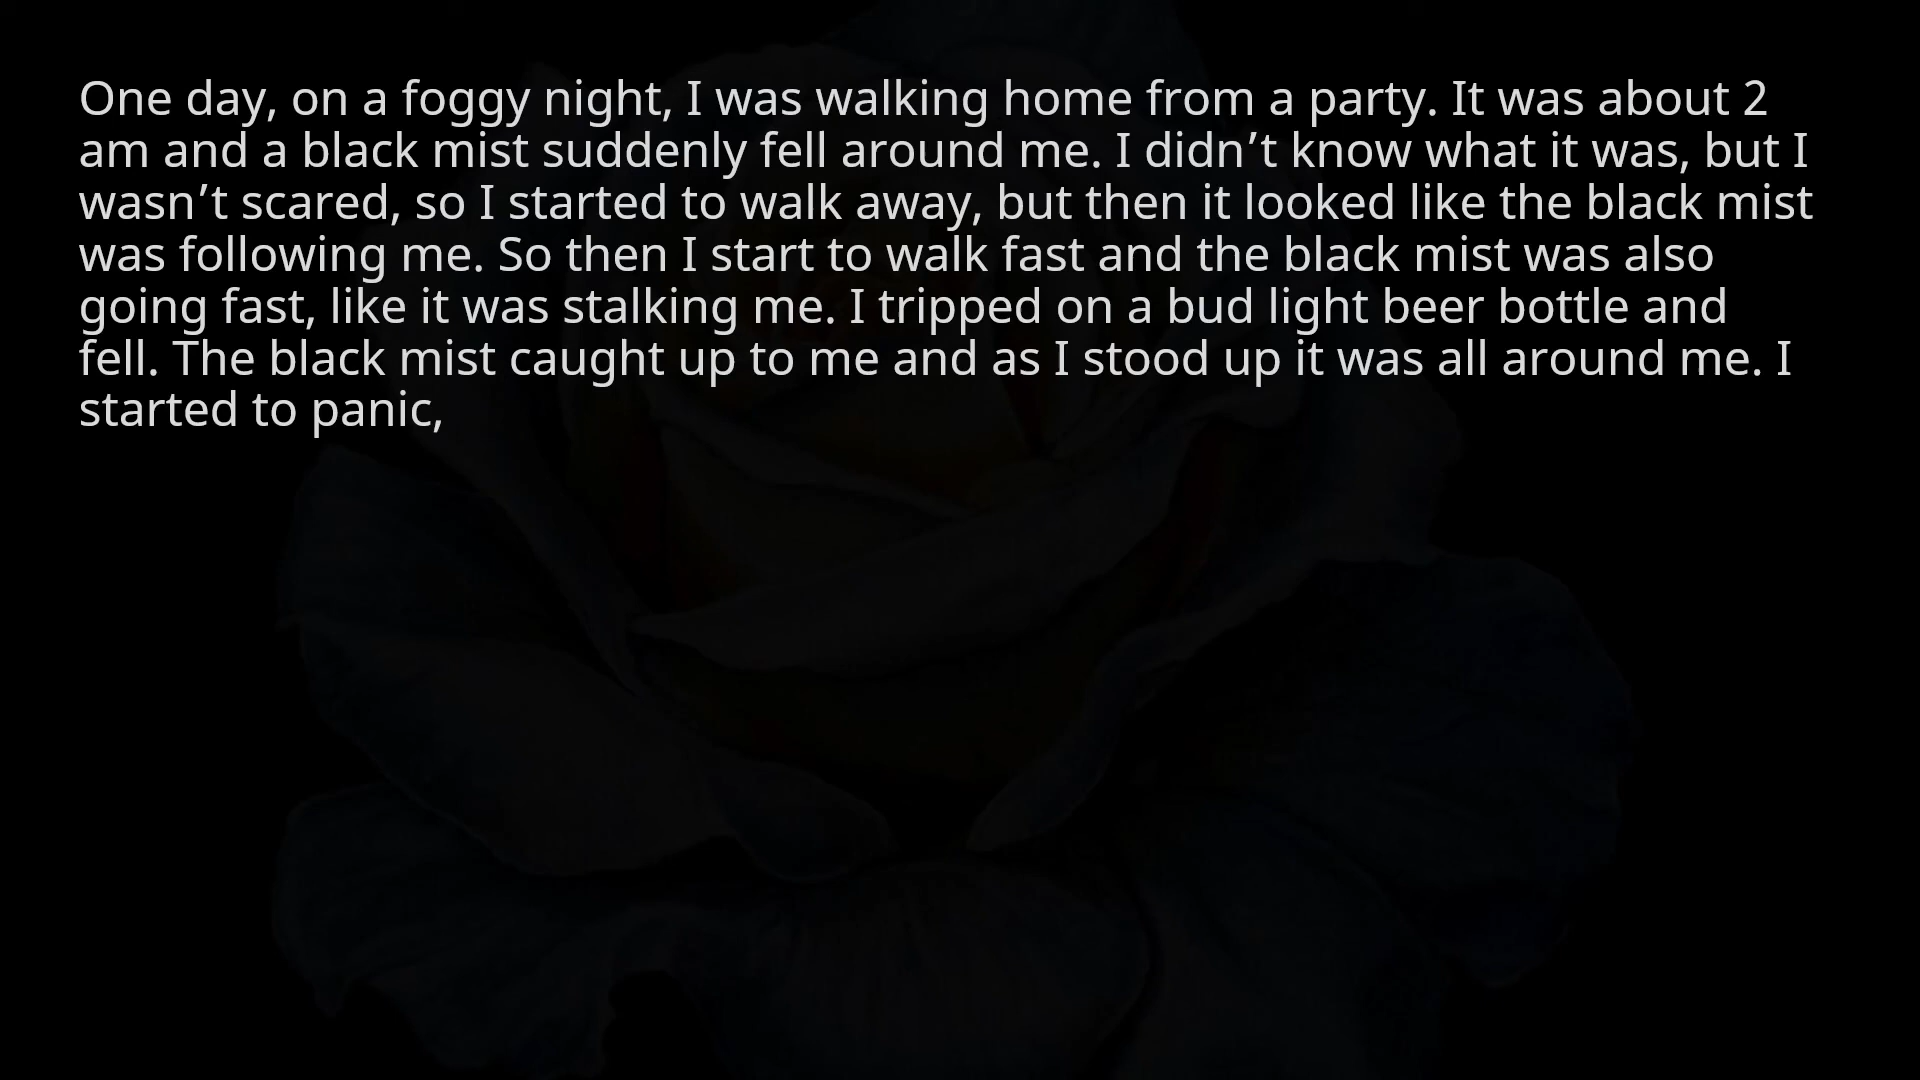 One day, on a foggy night, I was walking home from a party. It was about 2
am and a black mist suddenly fell around me. I didn’t know what it was, but I
wasn’t scared, so I started to walk away, but then it looked like the black mist
was following me. So then I start to walk fast and the black mist was also
going fast, like it was stalking me. I tripped on a bud light beer bottle and
fell. The black mist caught up to me and as I stood up it was all around me. I
started to panic,